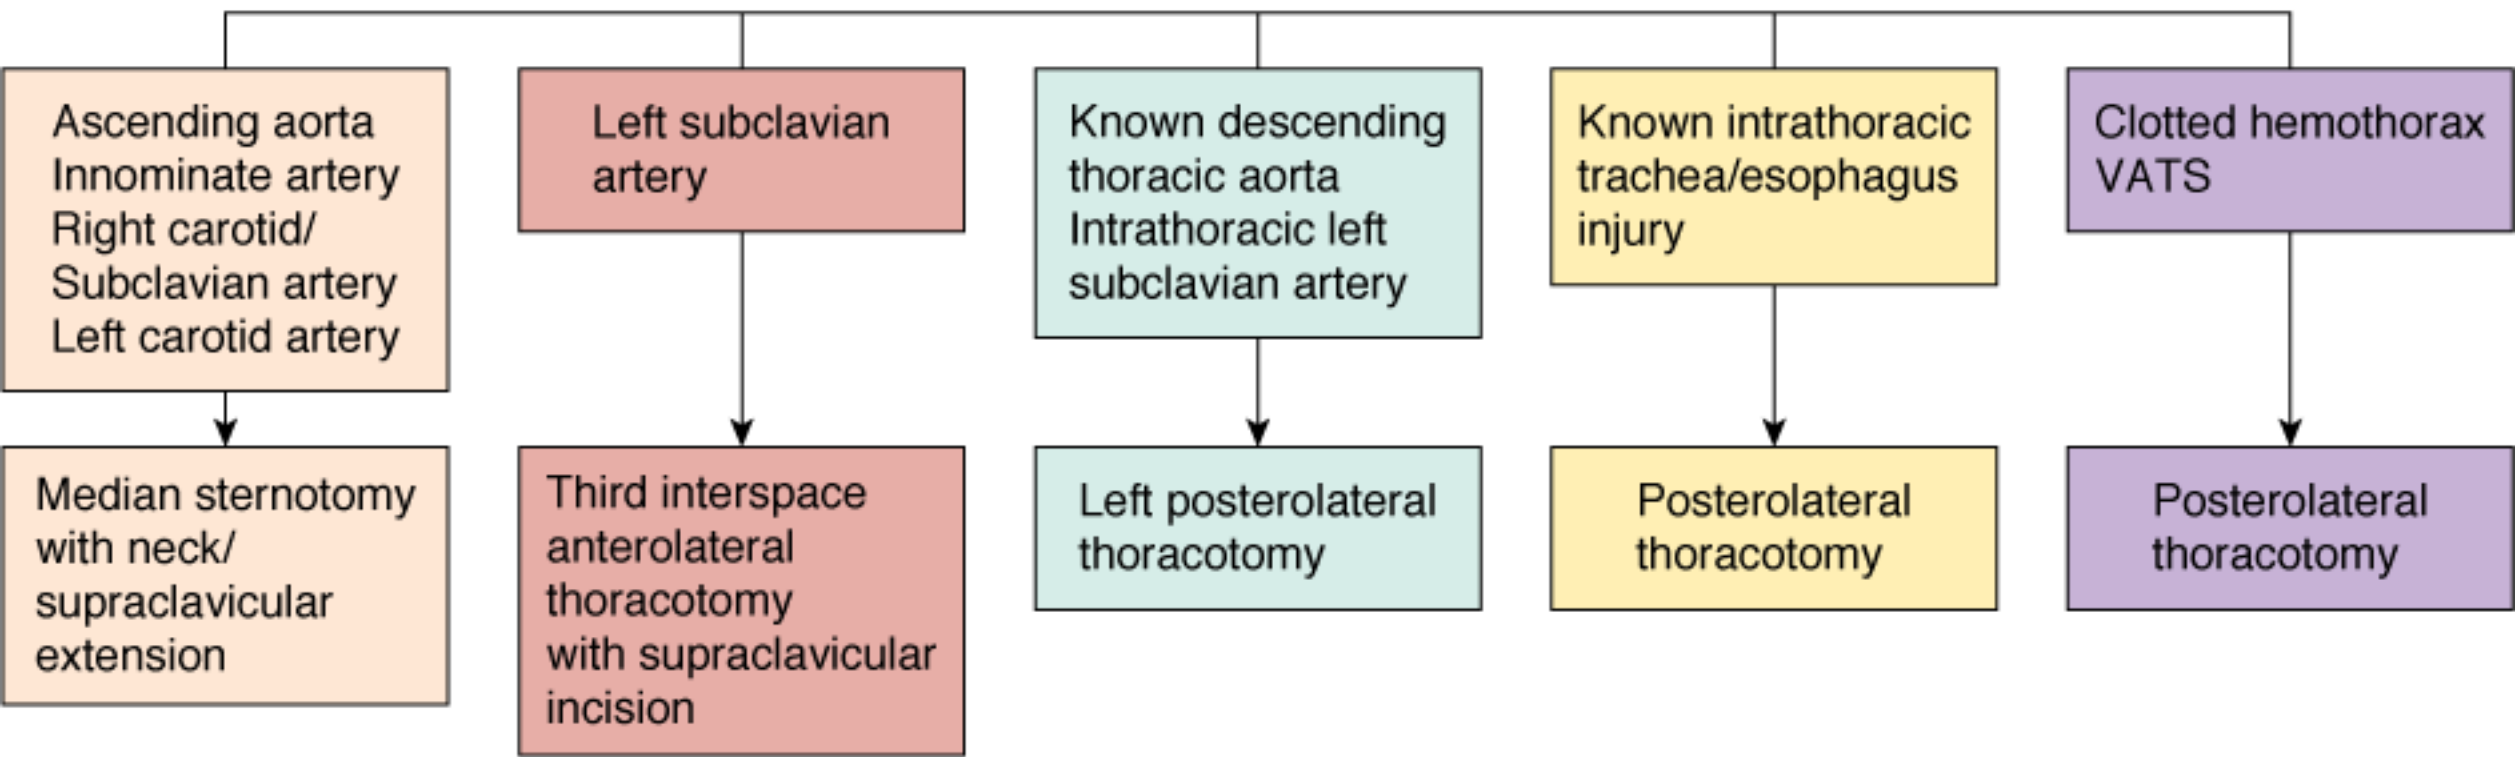 Ascending aorta
Innominate artery
Right carotid/
Subclavian artery
Left carotid artery
Left subclavian
artery
Known descending
thoracic aorta
Intrathoracic left
subclavian artery
Known intrathoracic
trachea/esophagus
injury
Clotted hemothorax
VATS
Median sternotomy
with neck/
supraclavicular
extension
Third interspace
anterolateral
thoracotomy
with supraclavicular
incision
Left posterolateral
thoracotomy
Posterolateral
thoracotomy
Posterolateral
thoracotomy